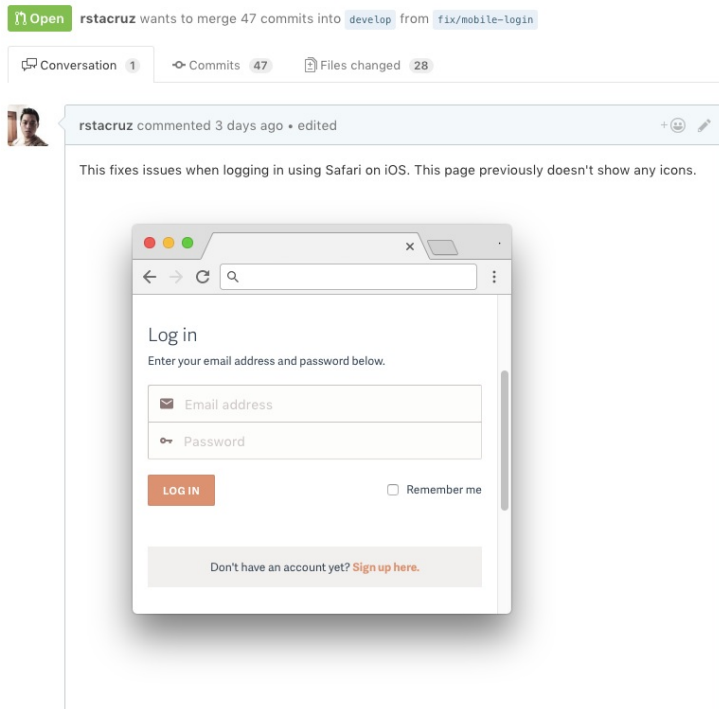 Open rstacruz wants to merge 47 commits into develop from fix/mobile-login
Conversation 1 Commits 47 Files changed 28
rstacruz commented 3 days ago • edited
This fixes issues when logging in using Safari on iOS. This page previously doesn't show any icons.
Log in
Enter your email address and password below.
Email address
Password
LOG IN Remember me
Don't have an account yet? Sign up here.